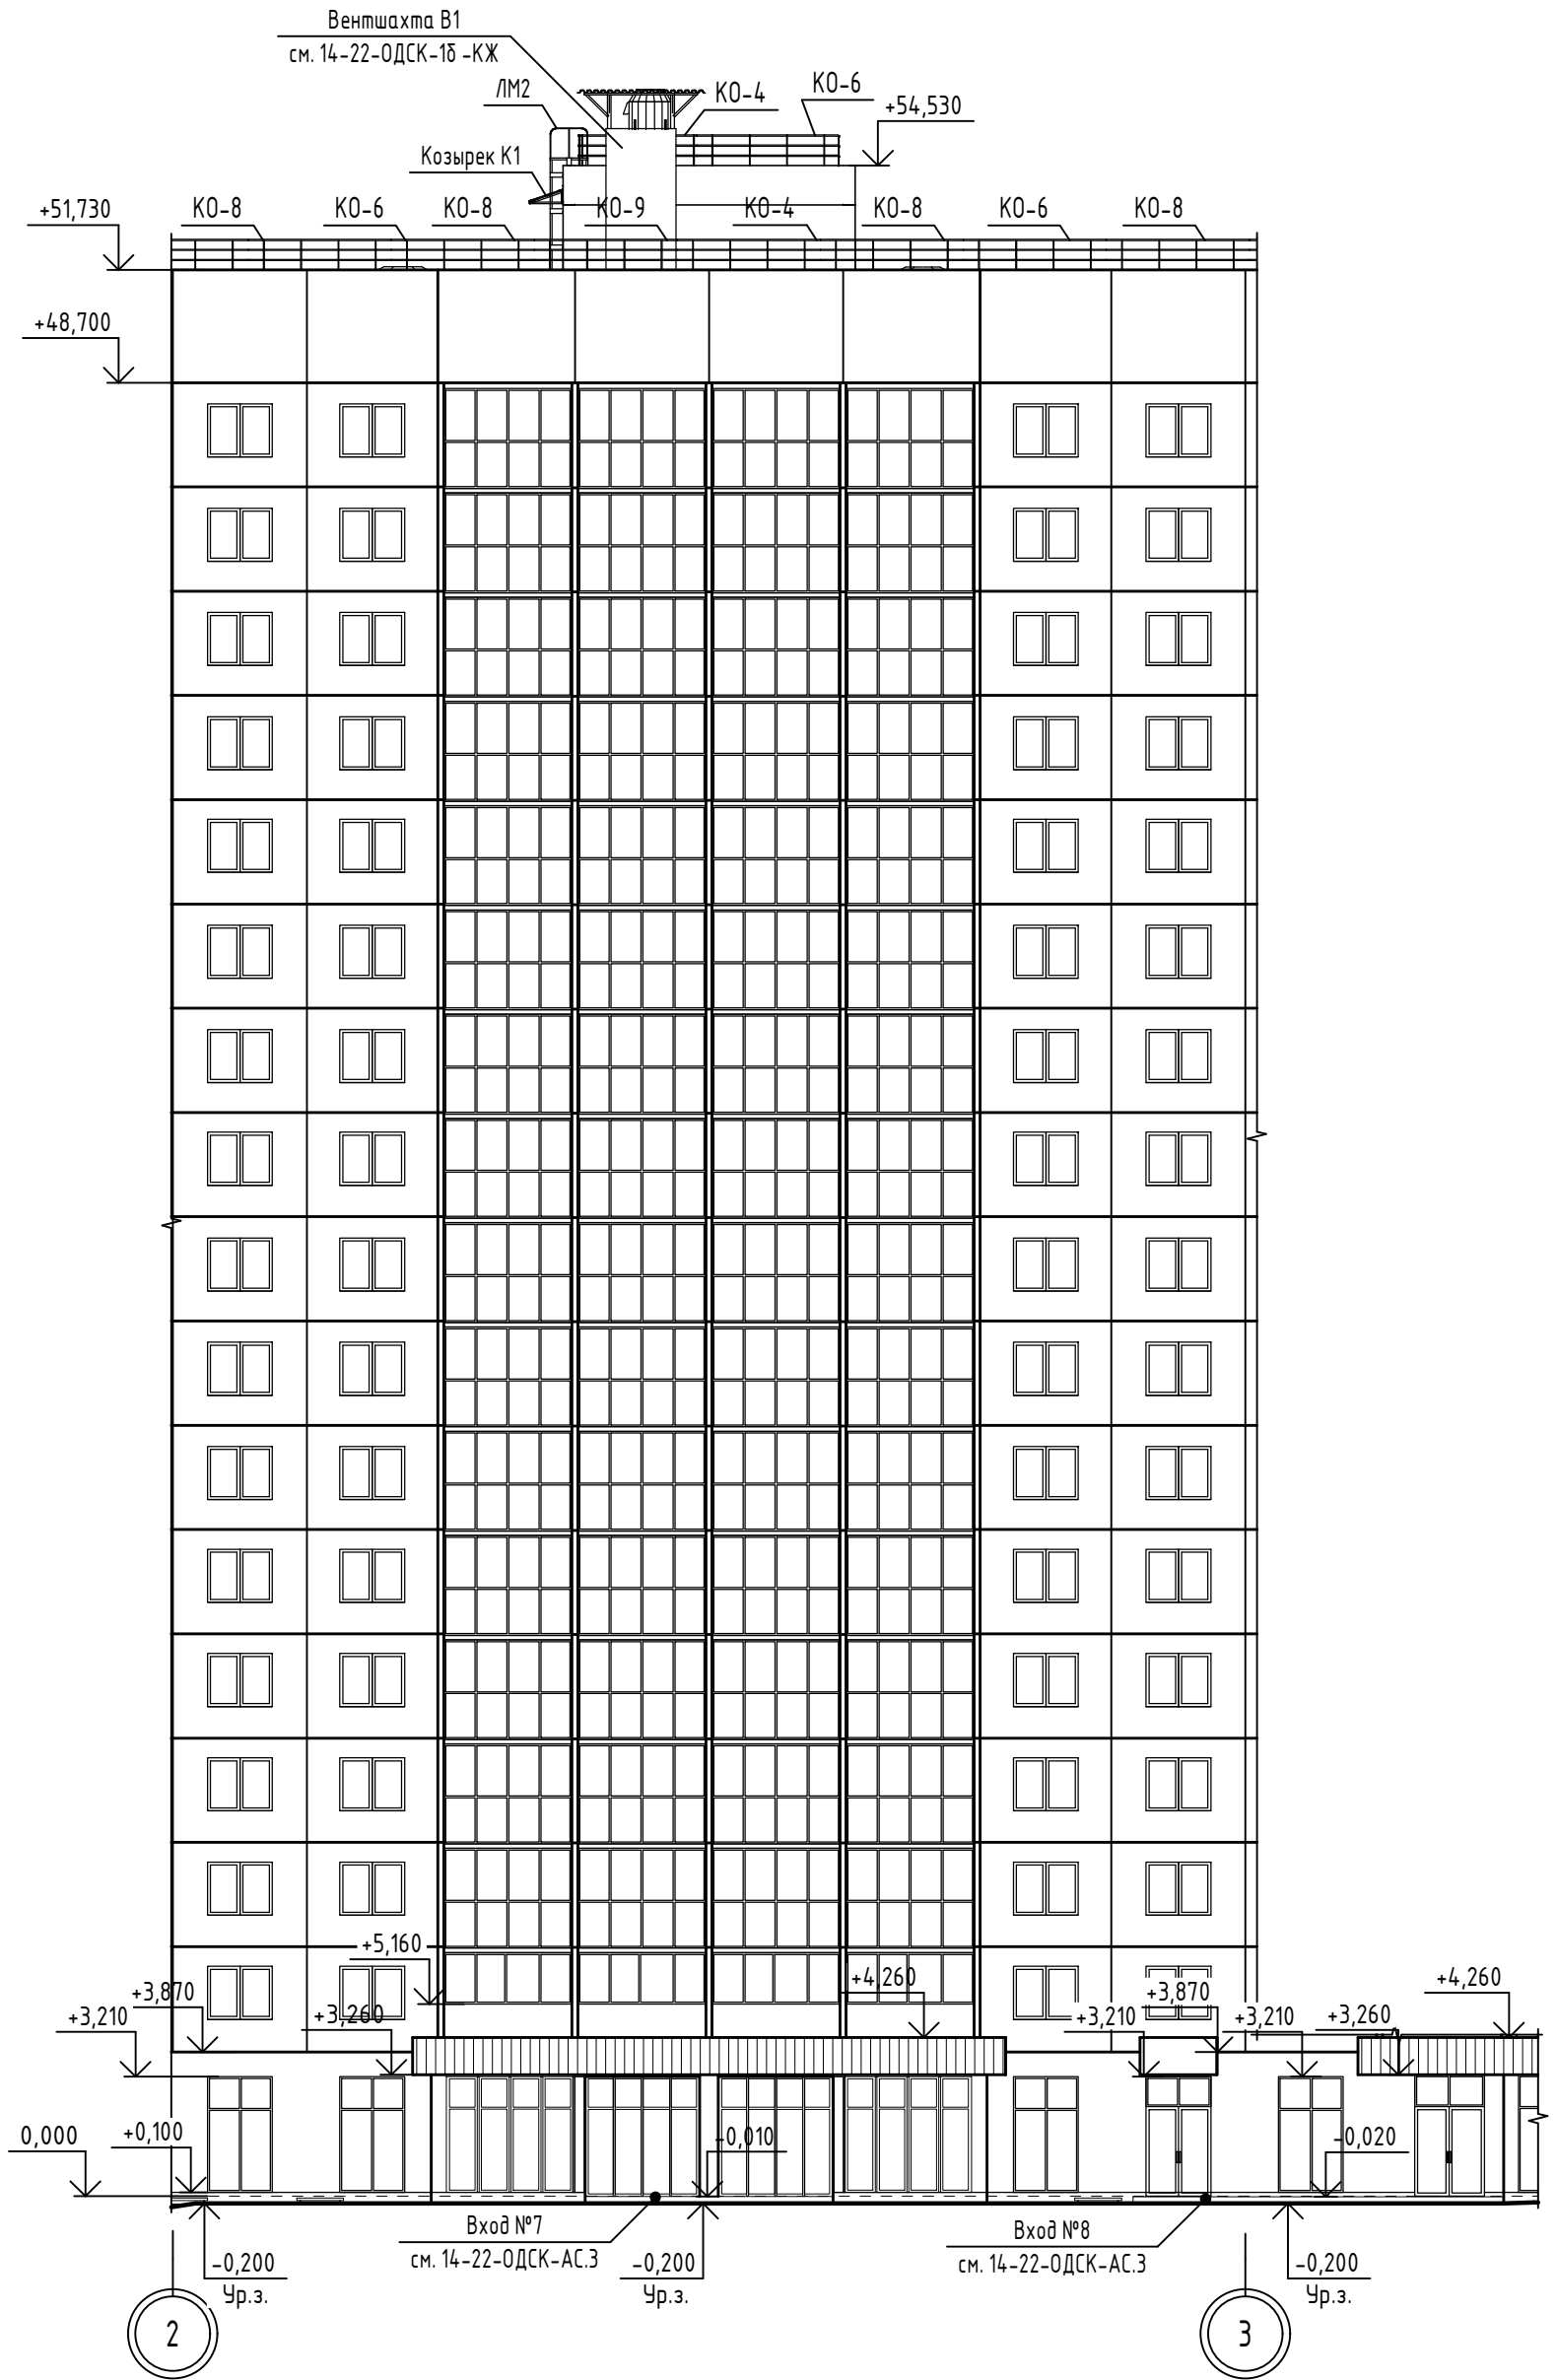 Вентшахта В1
см. 14-22-ОДСК-1б -КЖ
ЛМ2
КО-4
КО-6
+54,530
Козырек К1
+51,730
КО-8
КО-6
КО-8
КО-9
КО-4
КО-8
КО-6
КО-8
+48,700
+5,160
+3,870
+3,210
+3,260
+4,260
+3,870
+3,210
+3,210
+3,260
+4,260
0,000
+0,100
-0,010
-0,020
Вход №7
см. 14-22-ОДСК-АС.3
Вход №8
см. 14-22-ОДСК-АС.3
-0,200
Ур.з.
-0,200
Ур.з.
-0,200
Ур.з.
2
3